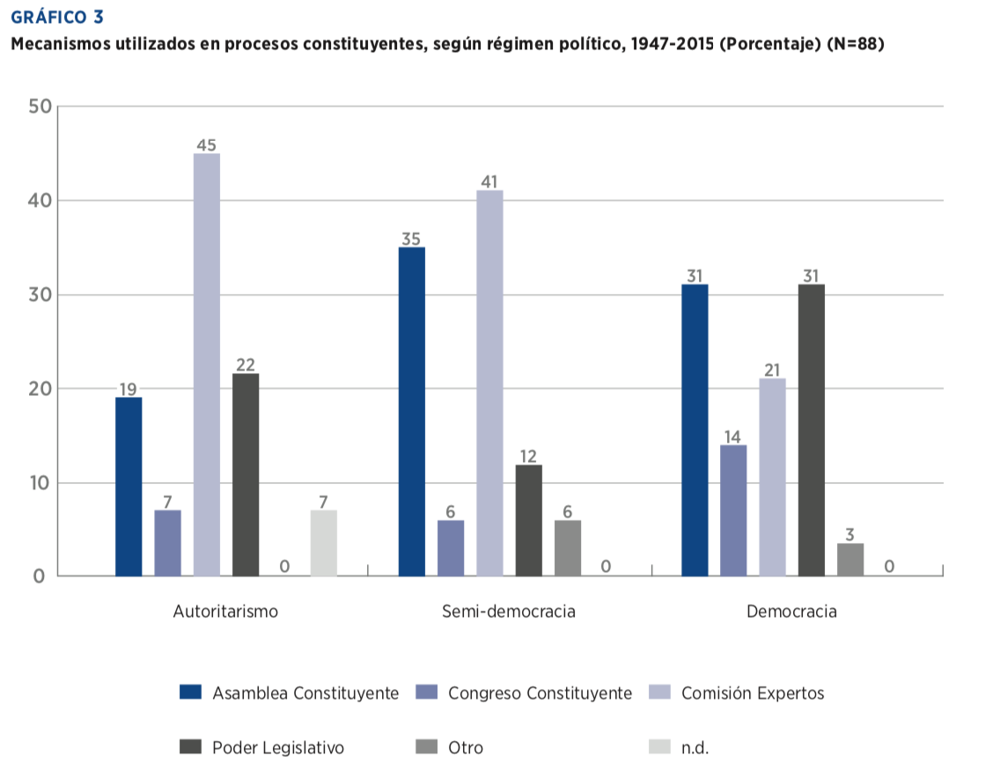 GRÁFICO 3
Mecanismos utilizados en procesos constituyentes, según régimen político, 1947-2015 (Porcentaje) (N=88)
50
40
30
20
10
0
19
7
45
22
0
7
35
6
41
12
6
0
31
14
21
31
3
0
Autoritarismo
Semi-democracia
Democracia
Asamblea Constituyente
Congreso Constituyente
Comisión Expertos
Poder Legislativo
Otro
n.d.